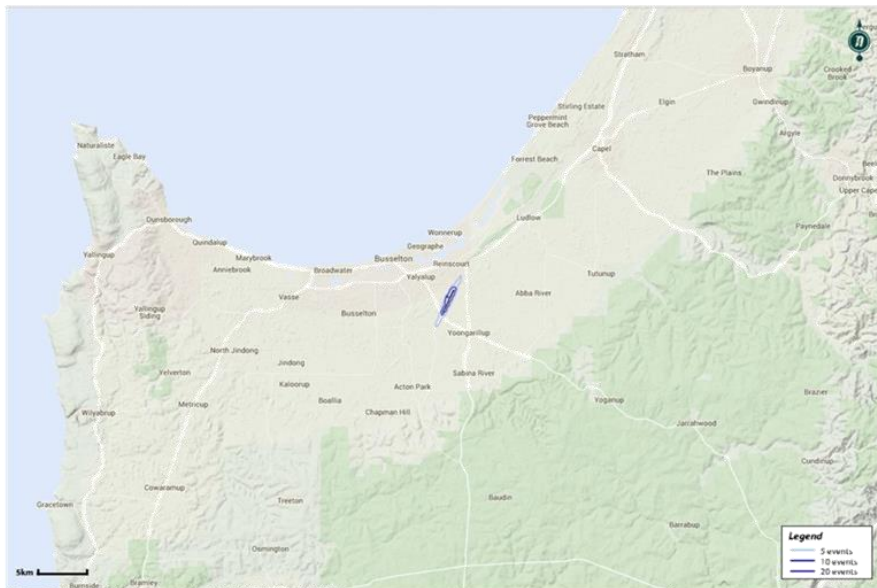 Stratham
Boyanup
Crooked
Brook
Elgin
Gwindinup
Stirling Estate
Peppermint
Grove Beach
Argyle
Naturaliste
Eagle Bay
Capel
Forrest Beach
The Plains
Donnybrook
Upper Cape
Dunsborough
Ludlow
Paynedale
Wonnerup
Quindalup
Geographe
Yallingup
Marybrook
Busselton
Reinscourt
Anniebrook
Broadwater
Yalyalup
Tutunup
Abba River
Vasse
Yallingup
Siding
Busselton
Yoongarillup
North Jindong
Jindong
Yelverton
Sabina River
Kaloorup
Acton Park
Brazier
Boallia
Yoganup
Metricup
Wilyabrup
Chapman Hill
Jarrahwood
Cundinup
Cowaramup
Treeton
Baudin
Gracetown
Barrabup
Osmington
Legend
5 events
10 events
20 events
5km
Bramley
Burnside